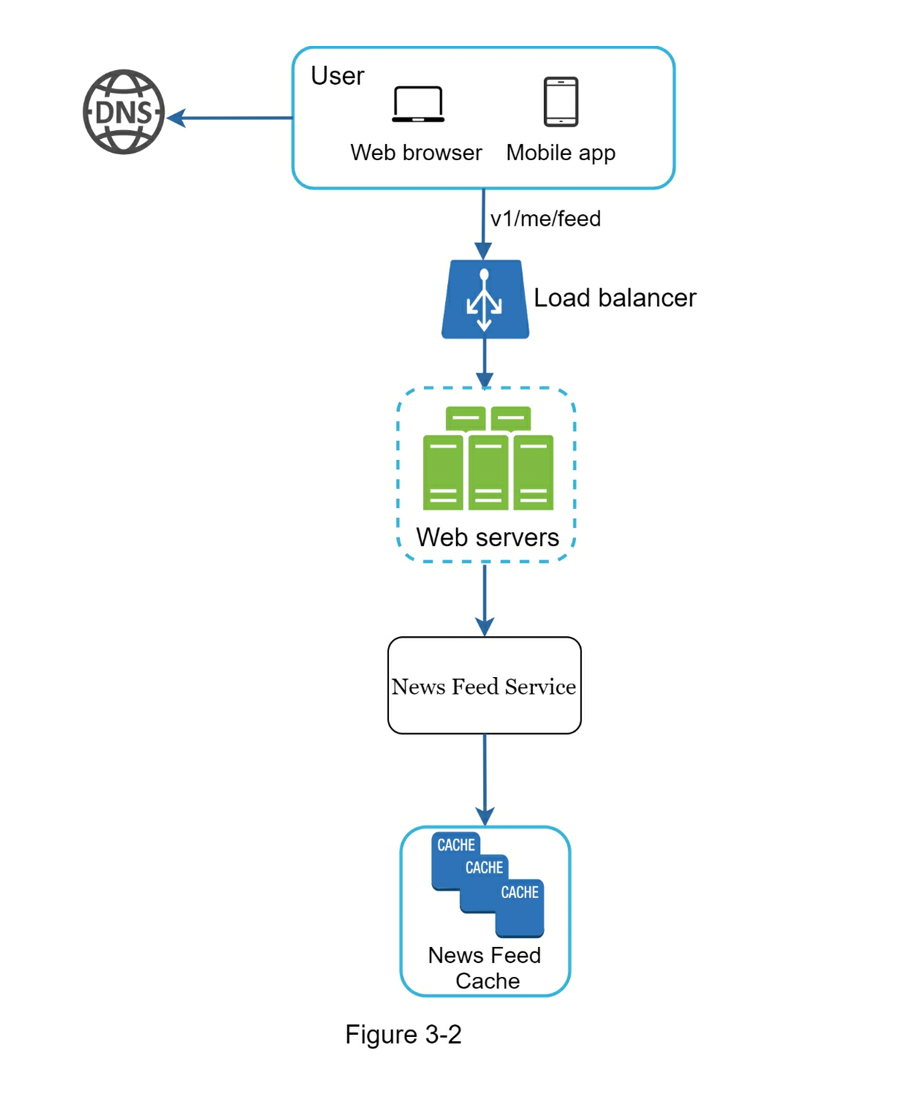 User
DNS
Web browser
Mobile app
v1/me/feed
Load balancer
Web servers
News Feed Service
CACHE
CACHE
CACHE
News Feed
Cache
Figure 3-2